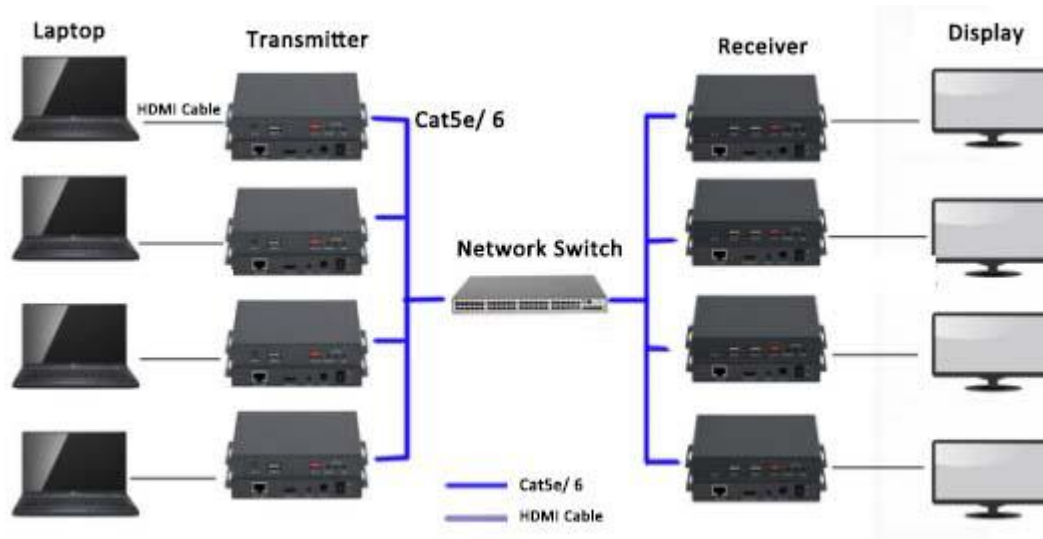 Laptop
Transmitter
Receiver
Display
HDMI Cable
Cat5e/ 6
Network Switch
Cat5e/ 6
HDMI Cable